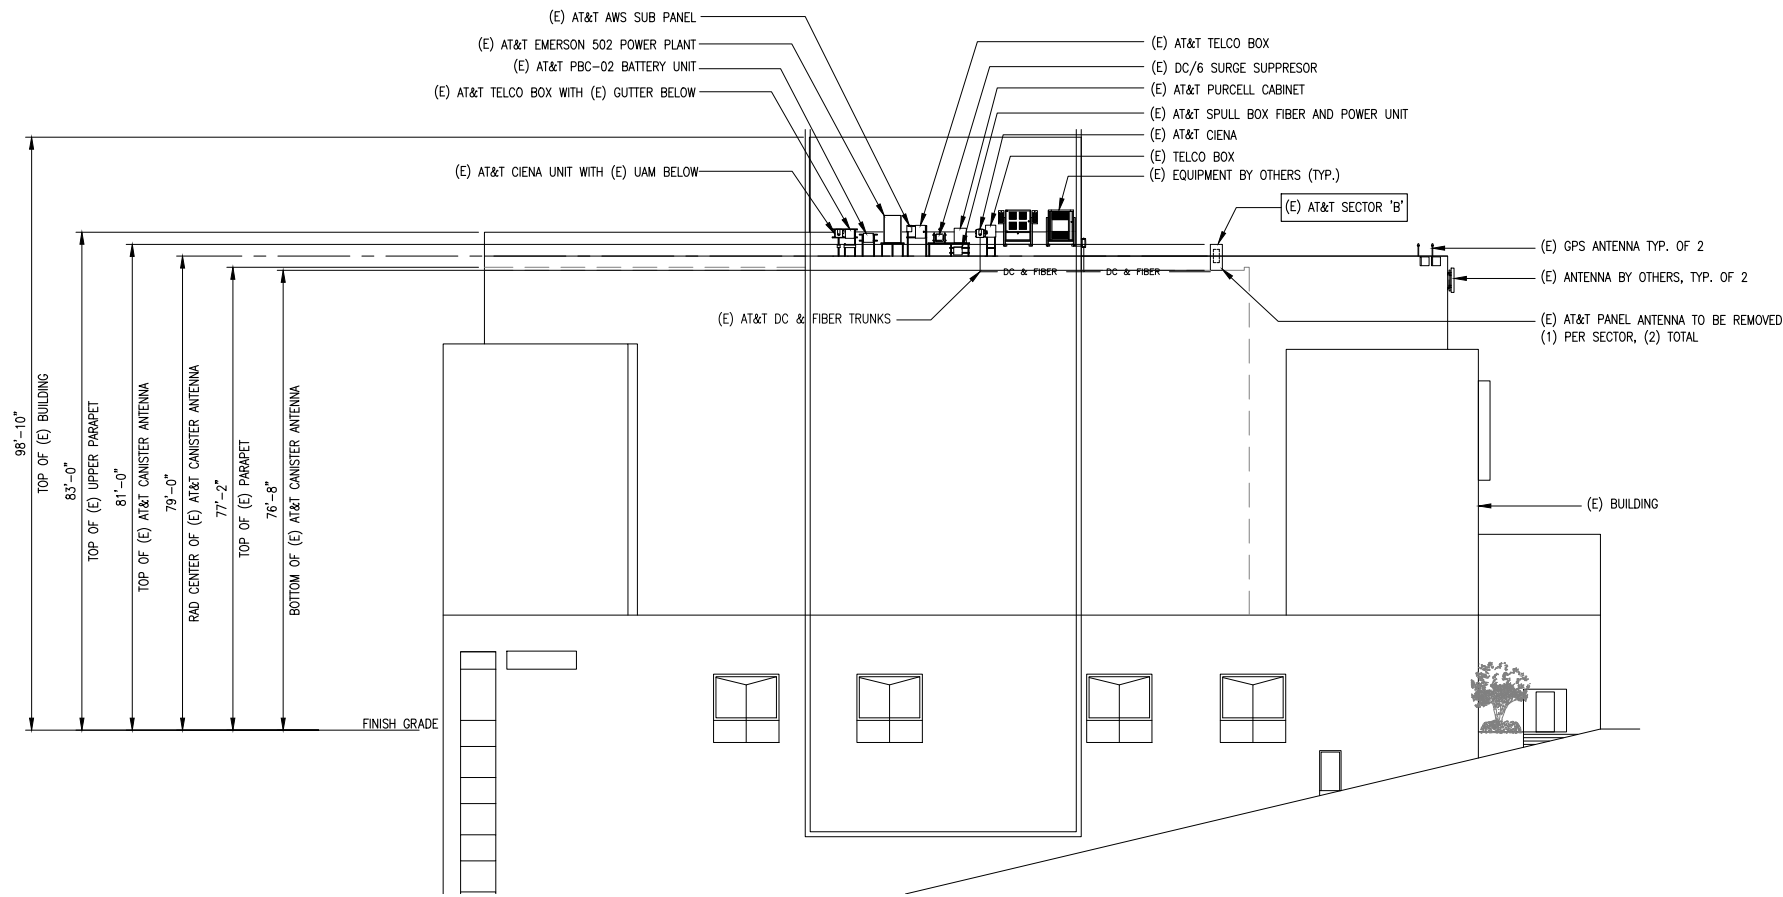 (E) AT&T AWS SUB PANEL
(E) AT&T EMERSON 502 POWER PLANT
(E) AT&T PBC-02 BATTERY UNIT
(E) AT&T TELCO BOX WITH (E) GUTTER BELOW
(E) AT&T CIENA UNIT WITH (E) UAM BELOW
(E) AT&T TELCO BOX
(E) DC/6 SURGE SUPPRESOR
(E) AT&T PURCELL CABINET
(E) AT&T SPULL BOX FIBER AND POWER UNIT
(E) AT&T CIENA
(E) TELCO BOX
(E) EQUIPMENT BY OTHERS (TYP.)
(E) AT&T SECTOR 'B'
(E) GPS ANTENNA TYP. OF 2
(E) ANTENNA BY OTHERS, TYP. OF 2
(E) AT&T PANEL ANTENNA TO BE REMOVED
(1) PER SECTOR, (2) TOTAL
DC & FIBER
DC & FIBER
(E) AT&T DC & FIBER TRUNKS
98'-10"
TOP OF (E) BUILDING
83'-0"
TOP OF (E) UPPER PARAPET
81'-0"
TOP OF (E) AT&T CANISTER ANTENNA
79'-0"
RAD CENTER OF (E) AT&T CANISTER ANTENNA
77'-2"
TOP OF (E) PARAPET
76'-8"
BOTTOM OF (E) AT&T CANISTER ANTENNA
(E) BUILDING
FINISH GRADE